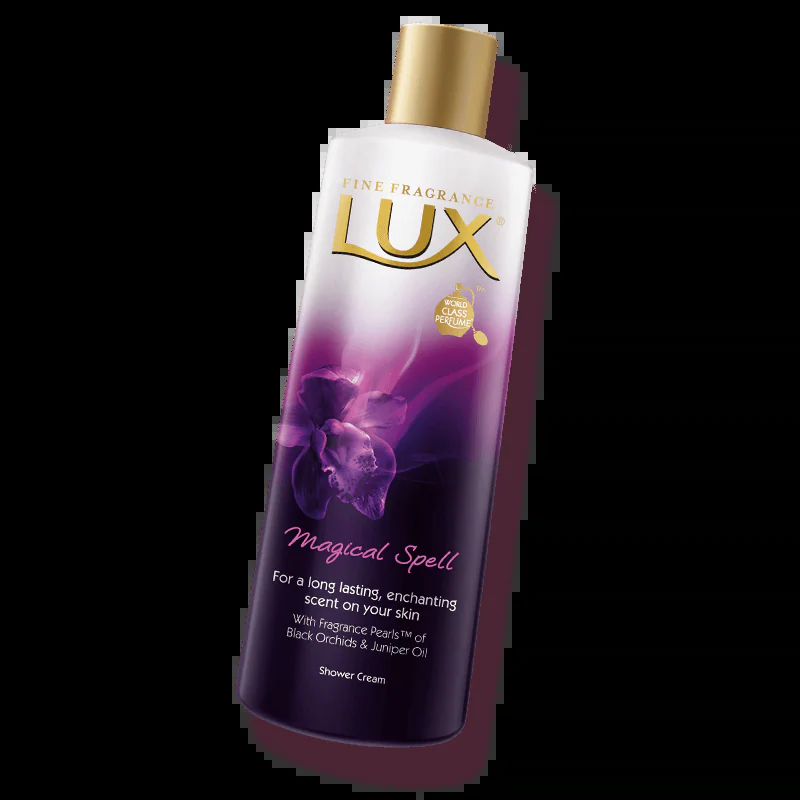 FINE FRAGRANCE
LUX®
WORLD
CLASS
PERFUME
Magical Spell
For a long lasting, enchanting
scent on your skin
With Fragrance Pearls™ of
Black Orchids & Juniper Oil
Shower Cream